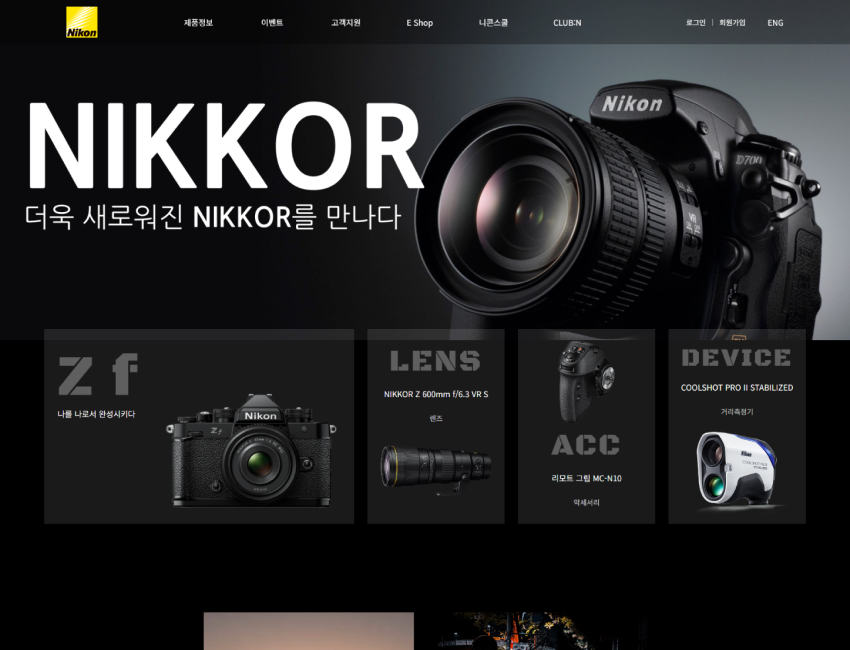 Nikon
제품정보
이벤트
고객지원
E Shop
니콘스쿨
CLUB:N
로그인 | 회원가입
ENG
NIKKOR
더욱 새로워진 NIKKOR를 만나다
Nikon
D700
VR
Z f
나를 나로서 완성시키다
Nikon
Zf
LENS
NIKKOR Z 600mm f/6.3 VR S
렌즈
ACC
리모트 그립 MC-N10
악세서리
DEVICE
COOLSHOT PRO II STABILIZED
거리측정기
Nikon